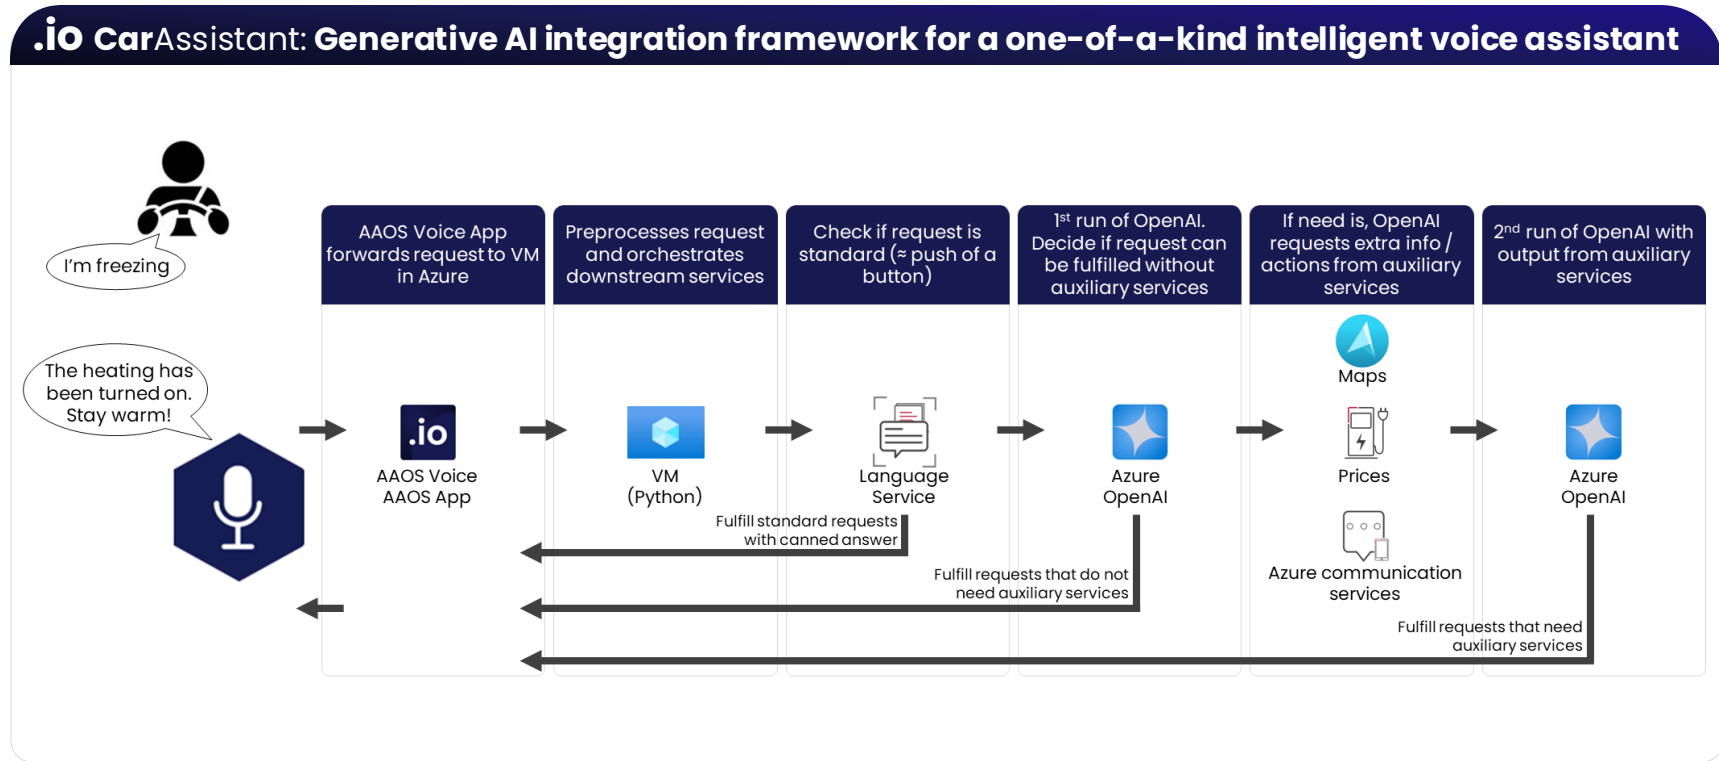 .io CarAssistant: Generative AI integration framework for a one-of-a-kind intelligent voice assistant
I'm freezing
The heating has
been turned on.
Stay warm!
AAOS Voice App
forwards request to VM
in Azure
Preprocesses request
and orchestrates
downstream services
Check if request is
standard (≈ push of a
button)
1st run of OpenAI.
Decide if request can
be fulfilled without
auxiliary services
If need is, OpenAI
requests extra info /
actions from auxiliary
services
2nd run of OpenAI with
output from auxiliary
services
.io
AAOS Voice
AAOS App
VM
(Python)
Language
Service
Azure
OpenAI
Maps
Prices
Azure communication
services
Azure
OpenAI
Fulfill standard requests
with canned answer
Fulfill requests that do not
need auxiliary services
Fulfill requests that need
auxiliary services